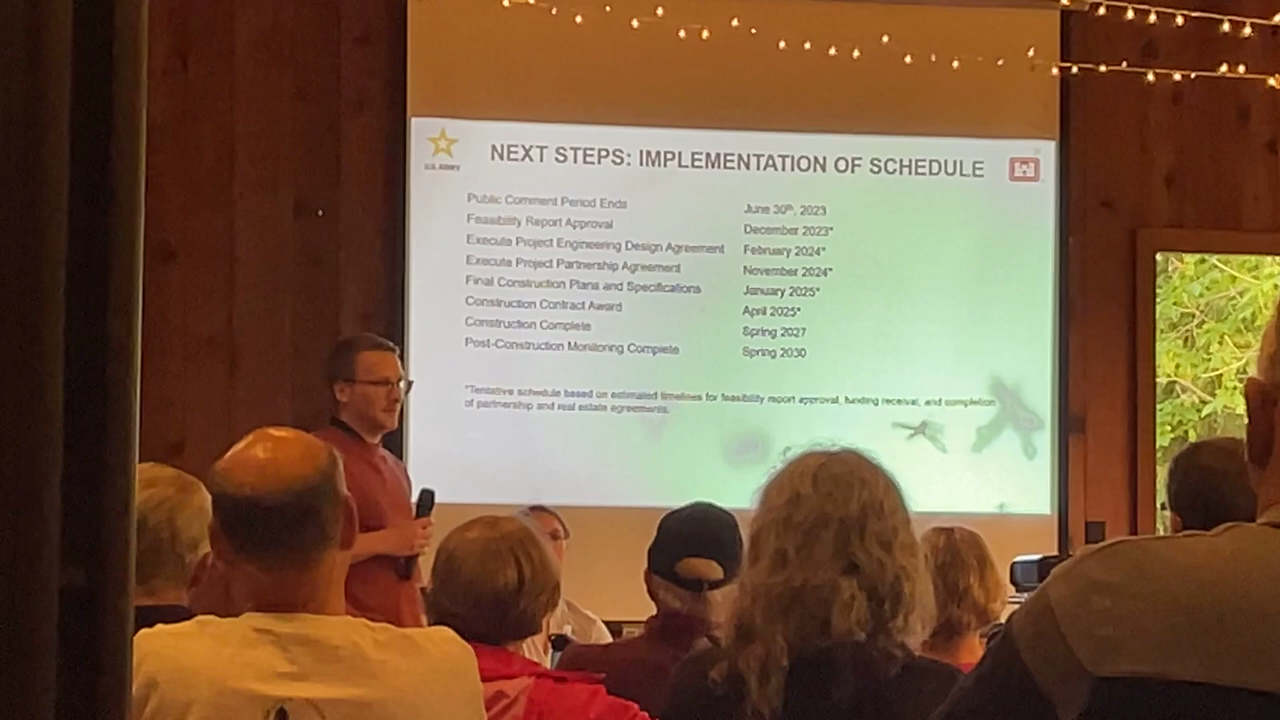 U.S. ARMY
NEXT STEPS: IMPLEMENTATION OF SCHEDULE
Public Comment Period Ends June 30th, 2023
Feasibility Report Approval December 2023*
Execute Project Engineering Design Agreement February 2024*
Execute Project Partnership Agreement November 2024*
Final Construction Plans and Specifications January 2025*
Construction Contract Award April 2025*
Construction Complete Spring 2027
Post-Construction Monitoring Complete Spring 2030
*Tentative schedule based on estimated timelines for feasibility report approval, funding receival, and completion
of partnership and real estate agreements.